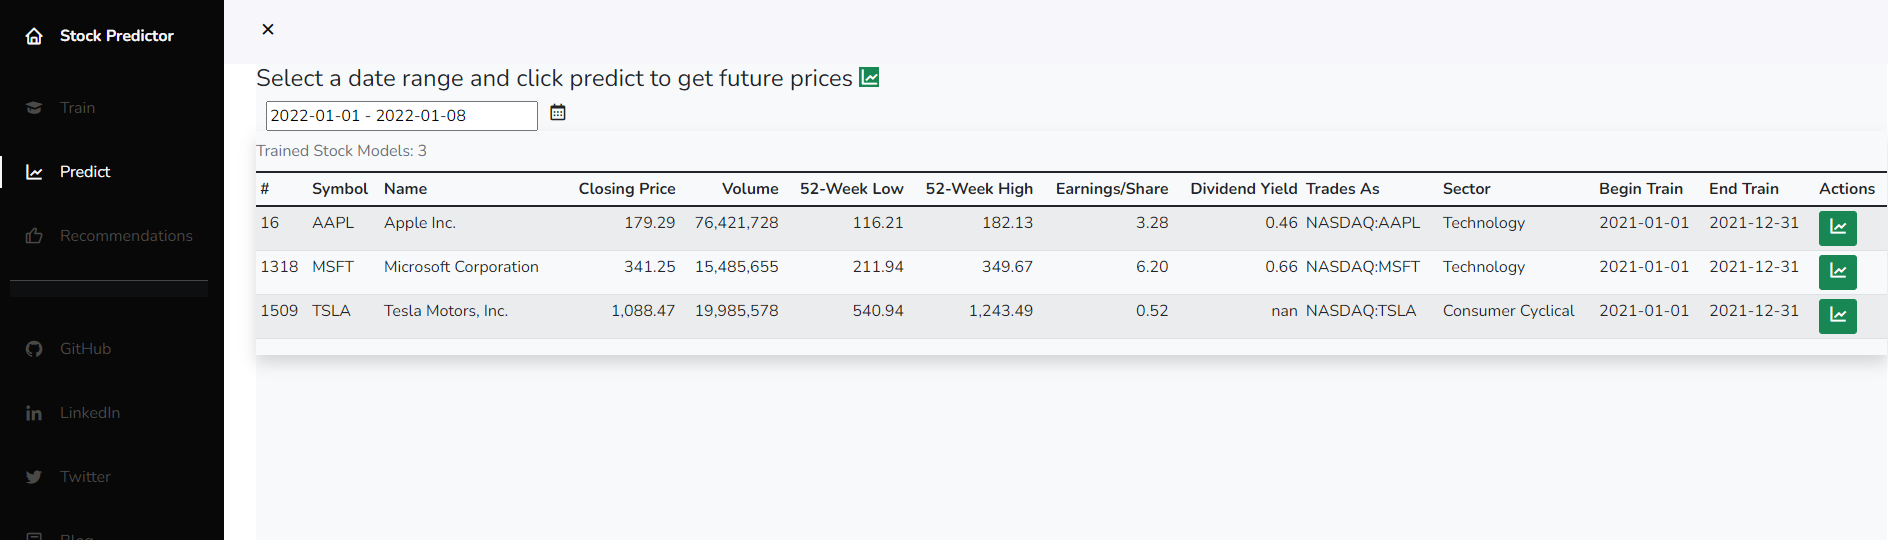 Stock Predictor
Train
Predict
Recommendations
GitHub
LinkedIn
Twitter
Blog
Select a date range and click predict to get future prices
2022-01-01 - 2022-01-08
Trained Stock Models: 3
# Symbol Name Closing Price Volume 52-Week Low 52-Week High Earnings/Share Dividend Yield Trades As Sector Begin Train End Train Actions
16 AAPL Apple Inc. 179.29 76,421,728 116.21 182.13 3.28 0.46 NASDAQ:AAPL Technology 2021-01-01 2021-12-31
1318 MSFT Microsoft Corporation 341.25 15,485,655 211.94 349.67 6.20 0.66 NASDAQ:MSFT Technology 2021-01-01 2021-12-31
1509 TSLA Tesla Motors, Inc. 1,088.47 19,985,578 540.94 1,243.49 0.52 nan NASDAQ:TSLA Consumer Cyclical 2021-01-01 2021-12-31